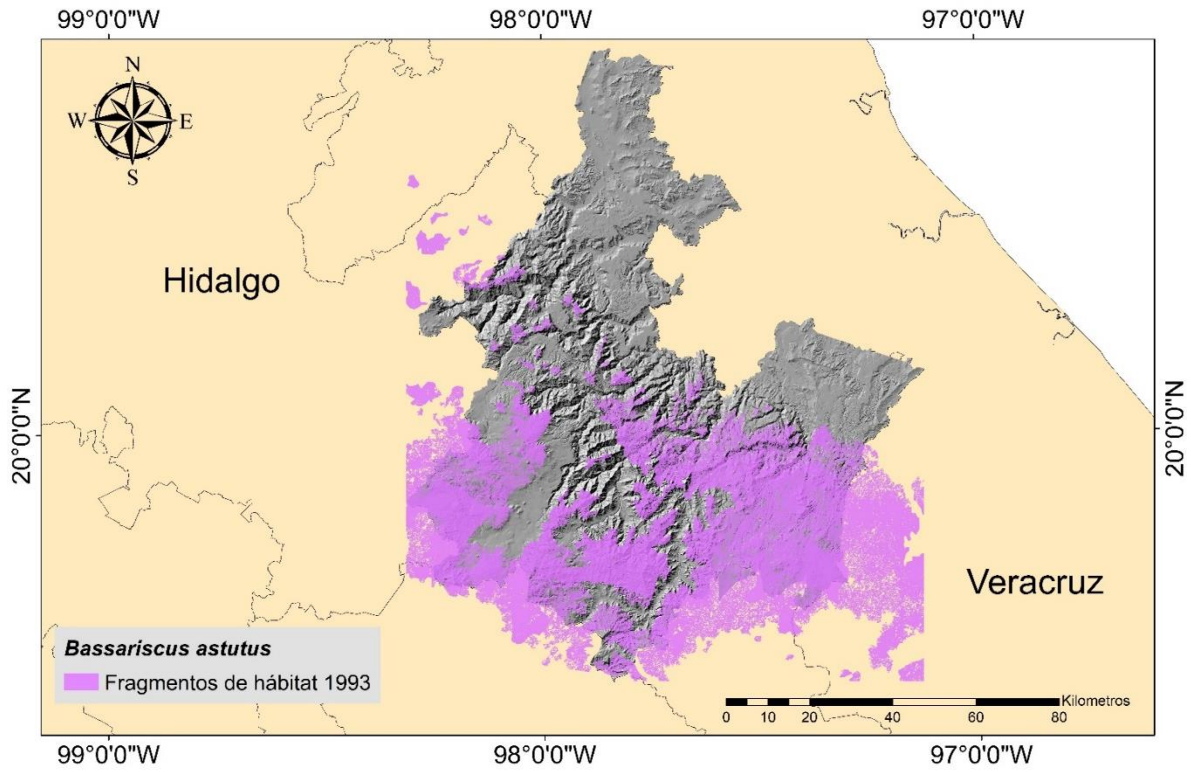 99°0'0"W 98°0'0"W 97°0'0"W
N
W E
S
Hidalgo
20°0'0"N 20°0'0"N
Veracruz
Bassariscus astutus
Fragmentos de hábitat 1993
Kilometros
0 10 20 40 60 80
99°0'0"W 98°0'0"W 97°0'0"W